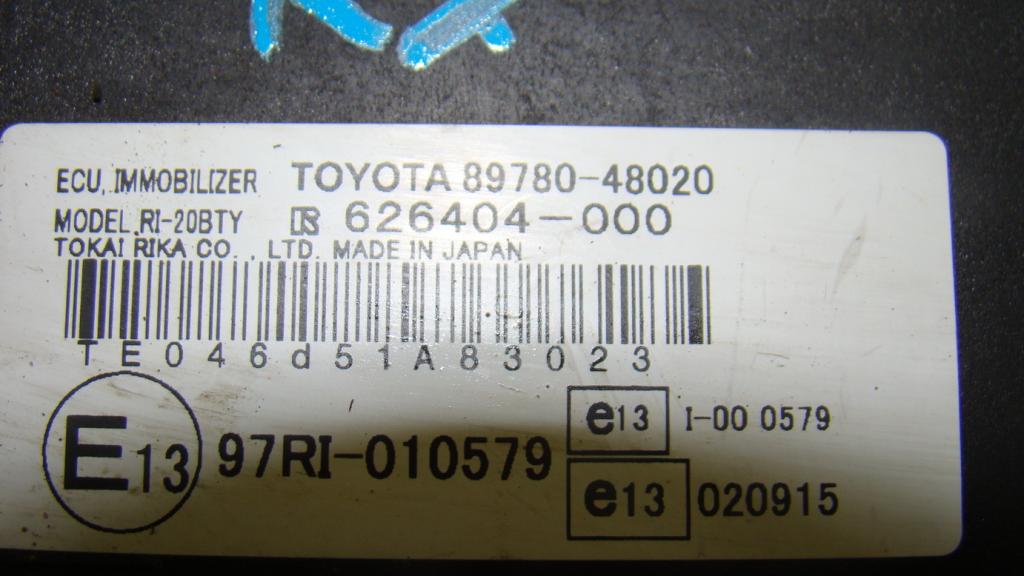 ECU, IMMOBILIZER TOYOTA 89780-48020
MODEL RI-20BTY 626404-000
TOKAI RIKA CO., LTD. MADE IN JAPAN
TE046d51A83023
E13 97RI-010579
e13 I-00 0579
e13 020915